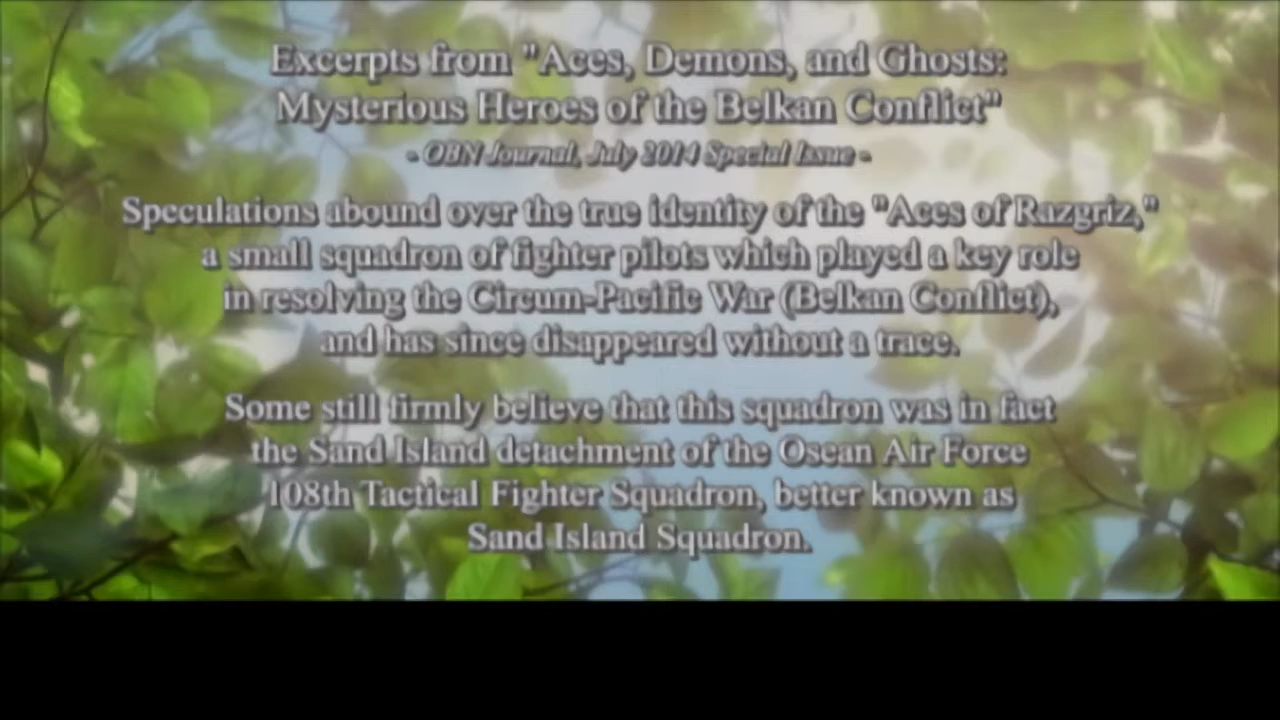 Excerpts from "Aces, Demons, and Ghosts:
Mysterious Heroes of the Belkan Conflict"
- OBN Journal, July 2014 Special Issue -
Speculations abound over the true identity of the "Aces of Razgriz,"
a small squadron of fighter pilots which played a key role
in resolving the Circum-Pacific War (Belkan Conflict),
and has since disappeared without a trace.
Some still firmly believe that this squadron was in fact
the Sand Island detachment of the Osean Air Force
108th Tactical Fighter Squadron, better known as
Sand Island Squadron.